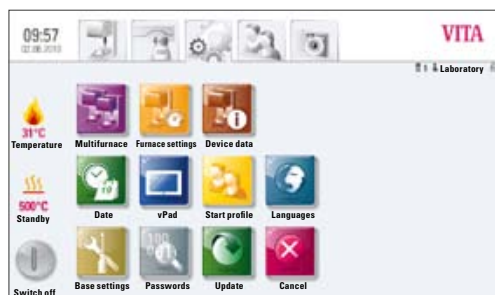 09:57
VITA
1 Laboratory
31°C
Temperature
Multifurnace
Furnace settings
Device data
500°C
Standby
Date
vPad
Start profile
Languages
Switch off
Base settings
Passwords
Update
Cancel